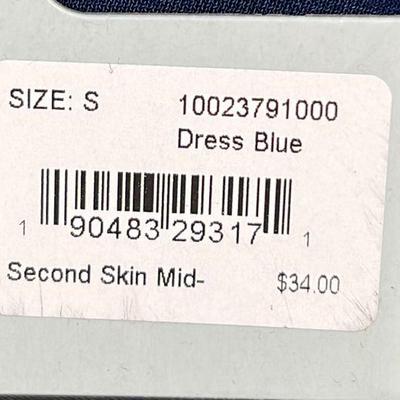 SIZE: S 10023791000
Dress Blue
1 90483 29317 1
Second Skin Mid- $34.00